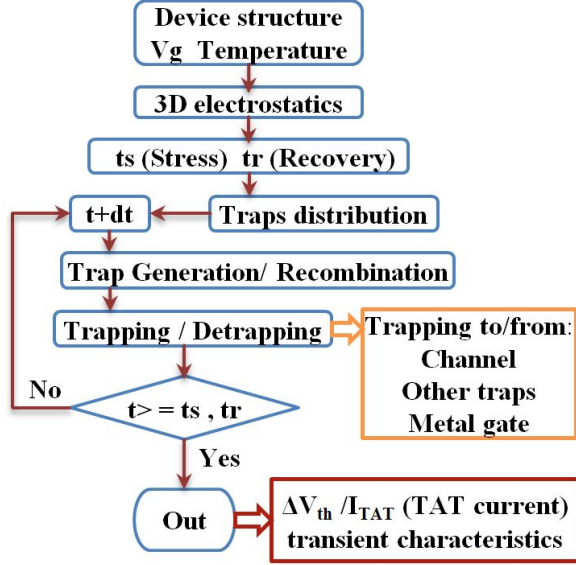 Device structure
Vg Temperature
3D electrostatics
ts (Stress) tr (Recovery)
t+dt
Traps distribution
Trap Generation/ Recombination
Trapping / Detrapping
Trapping to/from:
Channel
Other traps
Metal gate
No
t> = ts , tr
Yes
Out
ΔVth /ITAT (TAT current)
transient characteristics